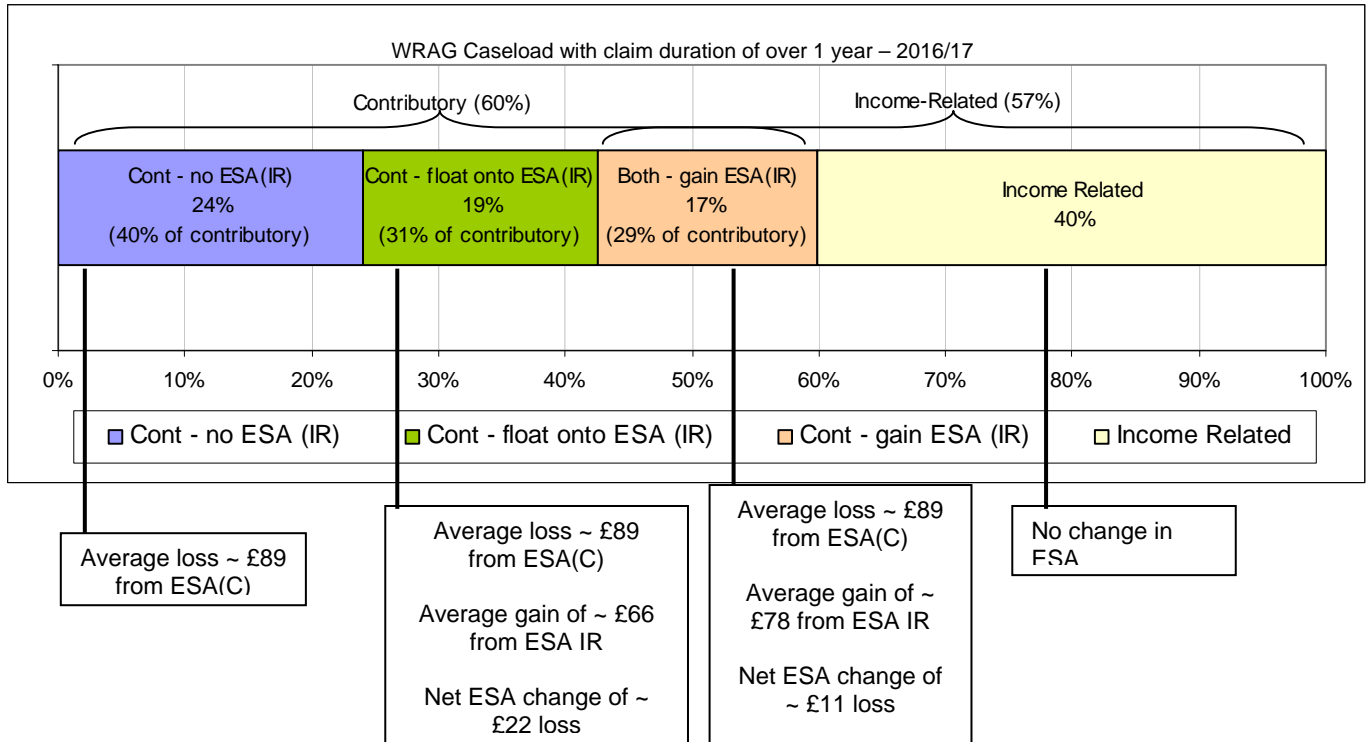 WRAG Caseload with claim duration of over 1 year – 2016/17
Contributory (60%)
Income-Related (57%)
Cont - no ESA(IR)
24%
(40% of contributory)
Cont - float onto ESA(IR)
19%
(31% of contributory)
Both - gain ESA(IR)
17%
(29% of contributory)
Income Related
40%
0% 10% 20% 30% 40% 50% 60% 70% 80% 90% 100%
Cont - no ESA (IR) Cont - float onto ESA (IR) Cont - gain ESA (IR) Income Related
Average loss ~ £89
from ESA(C)
Average loss ~ £89
from ESA(C)
Average gain of ~ £66
from ESA IR
Net ESA change of ~
£22 loss
Average loss ~ £89
from ESA(C)
Average gain of ~
£78 from ESA IR
Net ESA change of
~ £11 loss
No change in
ESA